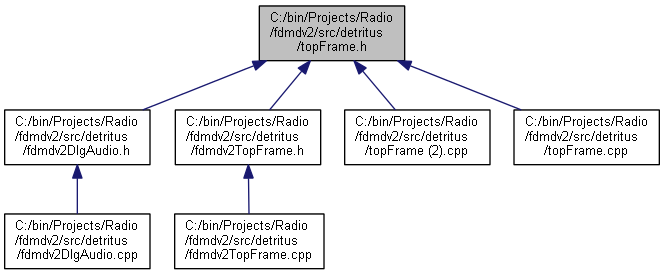 C:/bin/Projects/Radio
/fdmdv2/src/detritus
/topFrame.h
C:/bin/Projects/Radio
/fdmdv2/src/detritus
/fdmdv2DlgAudio.h
C:/bin/Projects/Radio
/fdmdv2/src/detritus
/fdmdv2TopFrame.h
C:/bin/Projects/Radio
/fdmdv2/src/detritus
/topFrame (2).cpp
C:/bin/Projects/Radio
/fdmdv2/src/detritus
/topFrame.cpp
C:/bin/Projects/Radio
/fdmdv2/src/detritus
/fdmdv2DlgAudio.cpp
C:/bin/Projects/Radio
/fdmdv2/src/detritus
/fdmdv2TopFrame.cpp